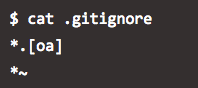 $ cat .gitignore
*.[oa]
*~